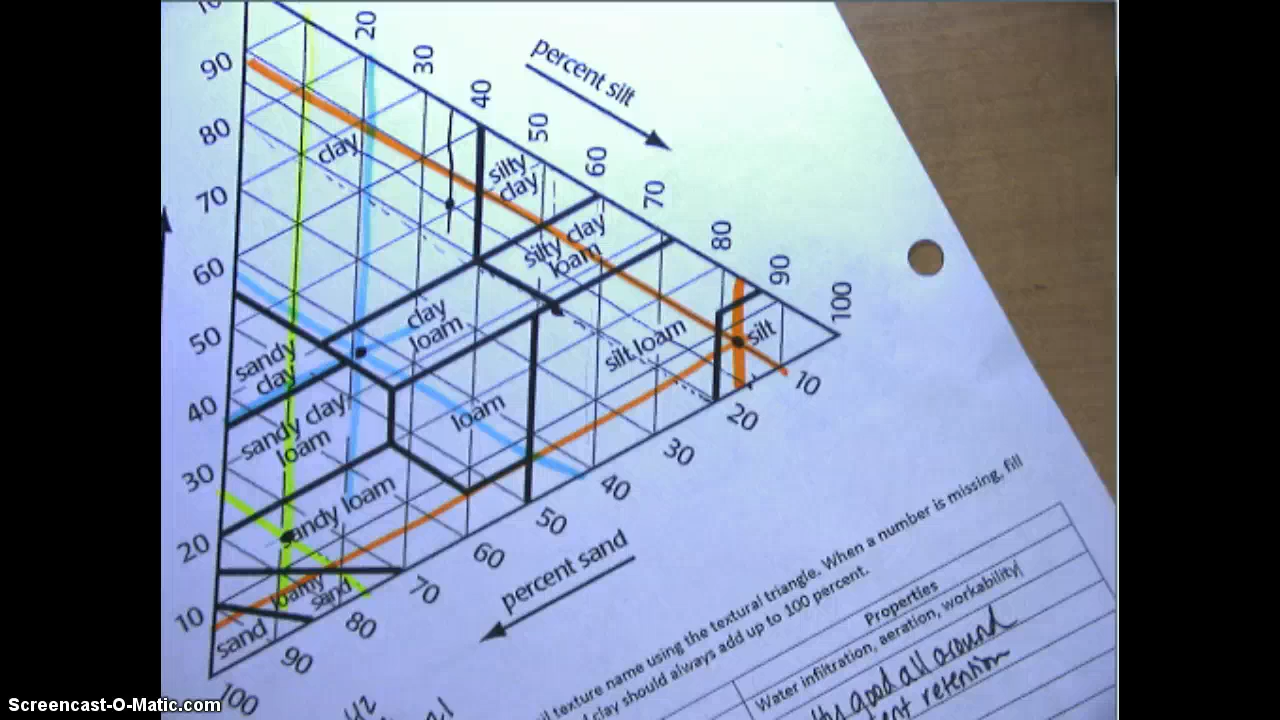 90
80
70
60
50
40
30
20
10
20
30
40
50
60
70
80
90
100
percent silt
10
20
30
40
50
60
70
80
90
100
percent sand
clay
silty
clay
silty clay
loam
clay
loam
sandy
clay
sandy clay
loam
loam
silt loam
silt
sandy loam
loamy
sand
sand
texture name using the textural triangle. When a number is missing, fill
clay should always add up to 100 percent.
Properties
Water infiltration, aeration, workability
good all around
retention
Screencast-O-Matic.com